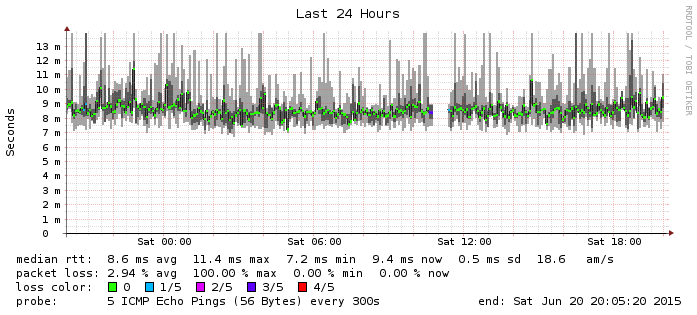 Last 24 Hours
RRDTOOL / TOBI OETIKER
Seconds
13 m
12 m
11 m
10 m
9 m
8 m
7 m
6 m
5 m
4 m
3 m
2 m
1 m
0
Sat 00:00 Sat 06:00 Sat 12:00 Sat 18:00
median rtt: 8.6 ms avg 11.4 ms max 7.2 ms min 9.4 ms now 0.5 ms sd 18.6 am/s
packet loss: 2.94 % avg 100.00 % max 0.00 % min 0.00 % now
loss color: 0 1/5 2/5 3/5 4/5
probe: 5 ICMP Echo Pings (56 Bytes) every 300s end: Sat Jun 20 20:05:20 2015